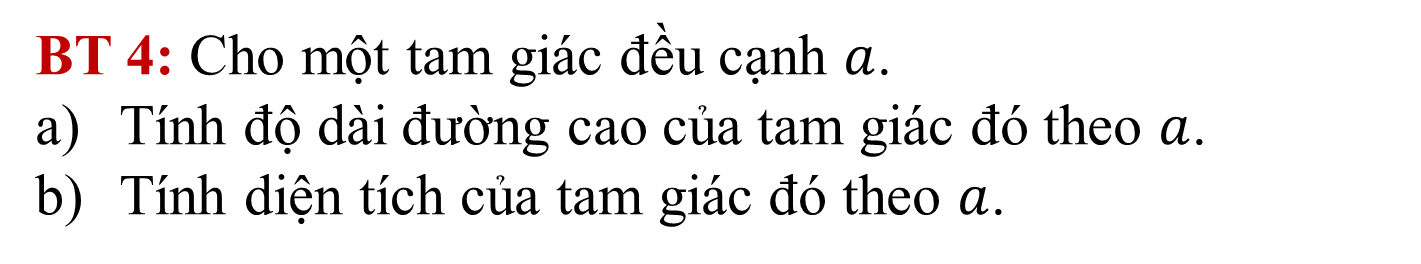 BT 4: Cho một tam giác đều cạnh a.
a) Tính độ dài đường cao của tam giác đó theo a.
b) Tính diện tích của tam giác đó theo a.